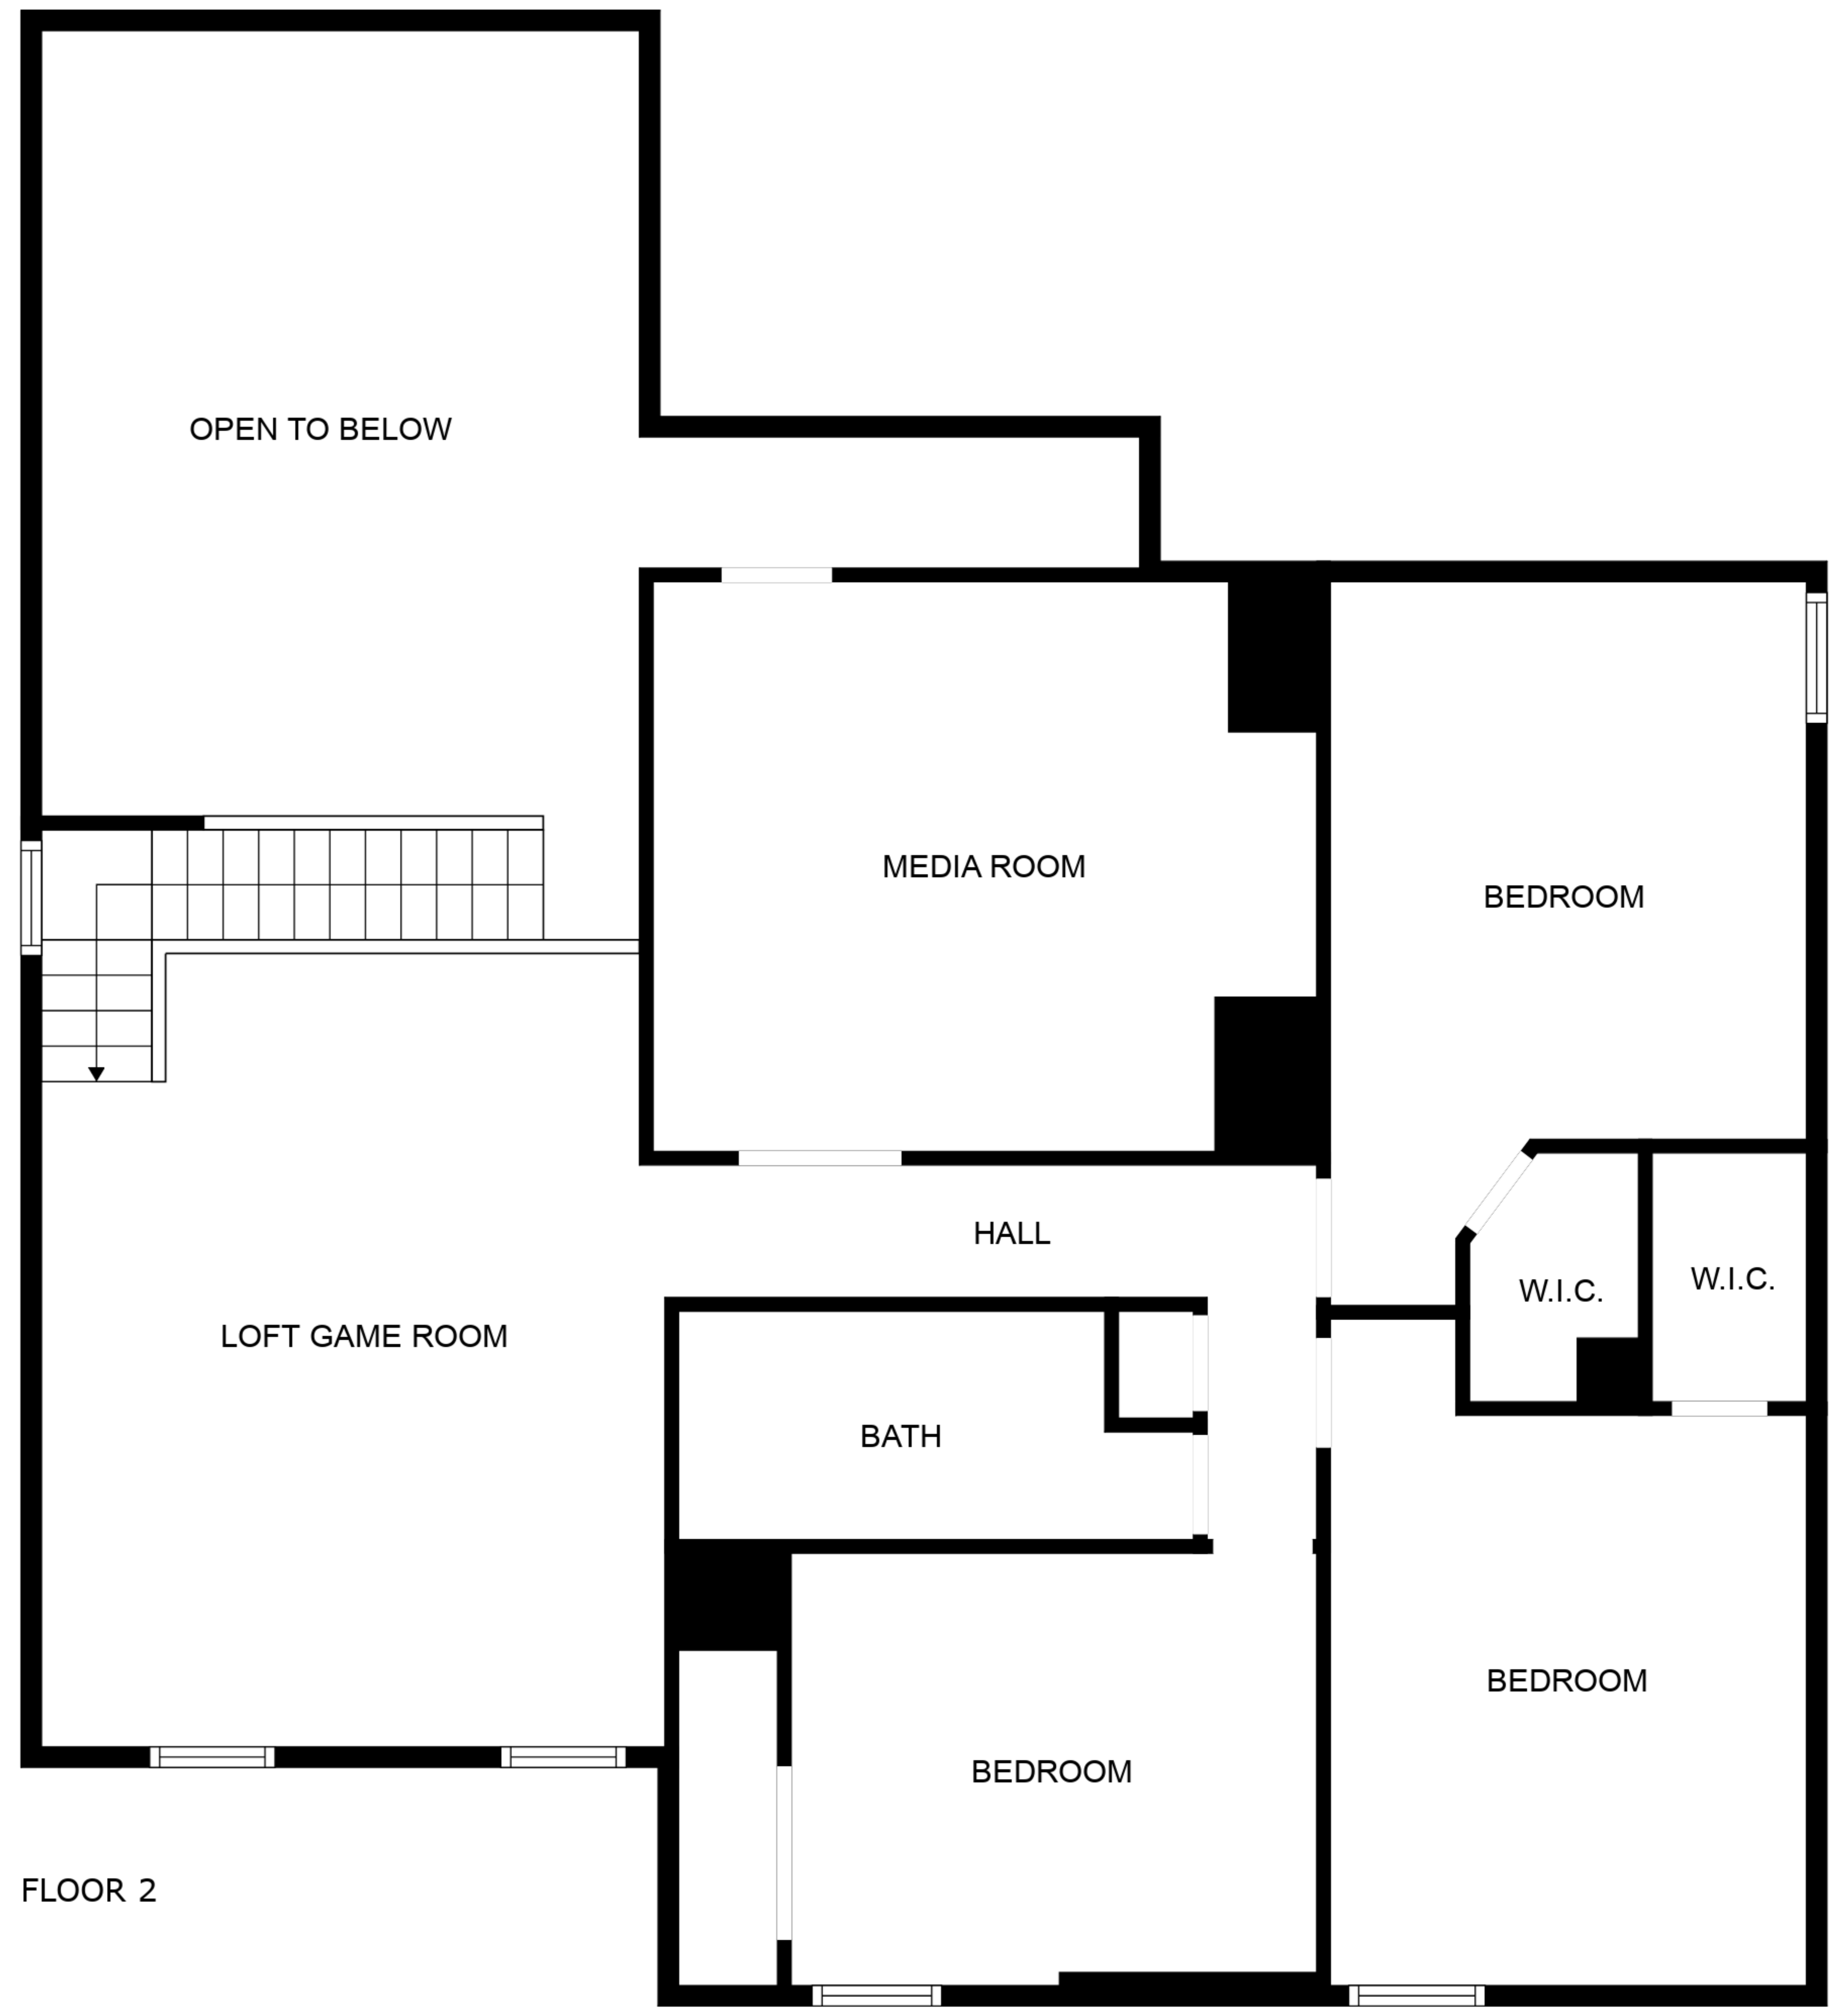 OPEN TO BELOW
MEDIA ROOM
BEDROOM
HALL
W.I.C.
W.I.C.
LOFT GAME ROOM
BATH
BEDROOM
BEDROOM
FLOOR 2